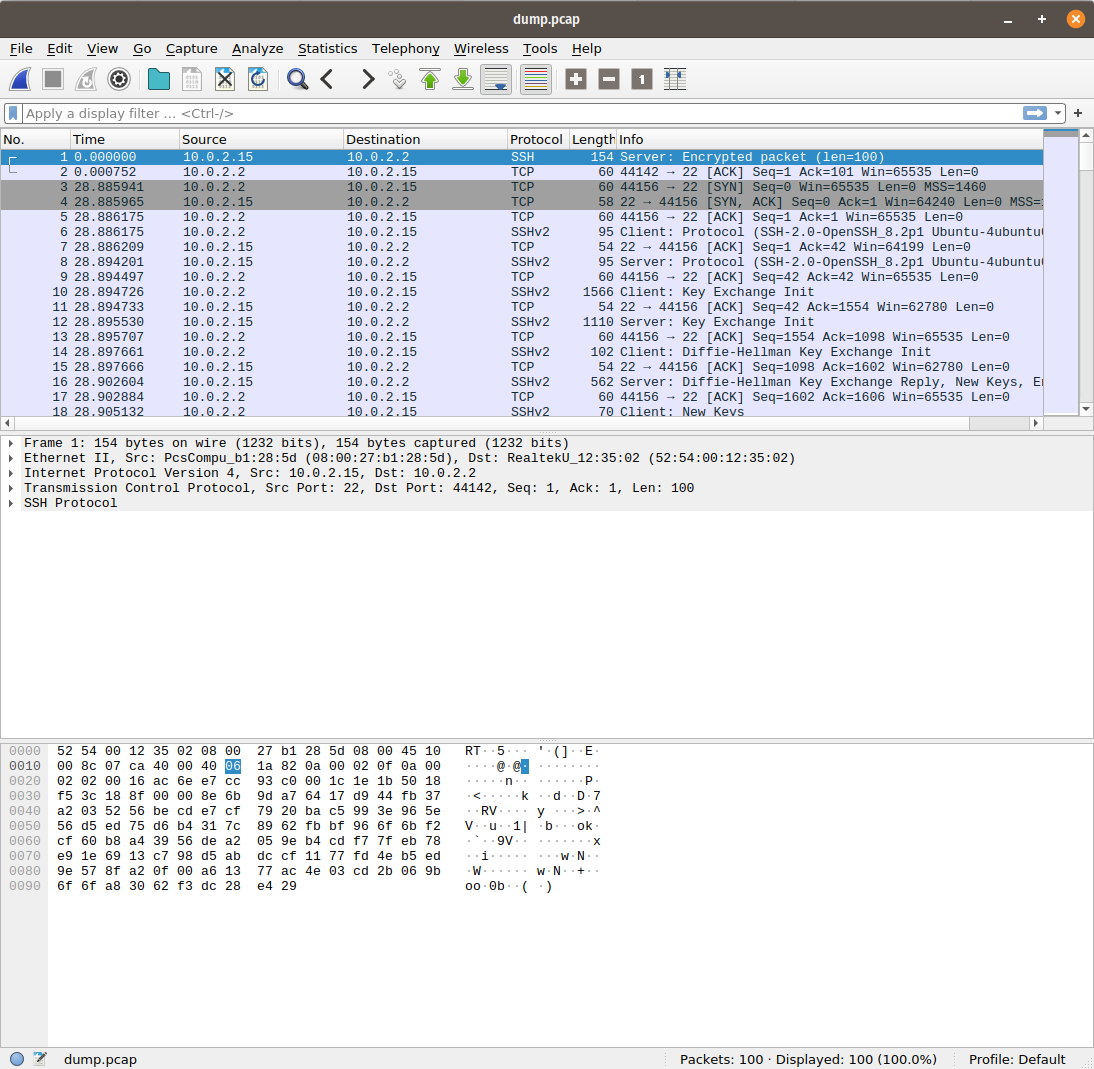 dump.pcap
File Edit View Go Capture Analyze Statistics Telephony Wireless Tools Help
Apply a display filter … <Ctrl-/>
No. Time Source Destination Protocol Length Info
1 0.000000 10.0.2.15 10.0.2.2 SSH 154 Server: Encrypted packet (len=100)
2 0.000752 10.0.2.2 10.0.2.15 TCP 60 44142 → 22 [ACK] Seq=1 Ack=101 Win=65535 Len=0
3 28.885941 10.0.2.2 10.0.2.15 TCP 60 44156 → 22 [SYN] Seq=0 Win=65535 Len=0 MSS=1460
4 28.885965 10.0.2.15 10.0.2.2 TCP 58 22 → 44156 [SYN, ACK] Seq=0 Ack=1 Win=64240 Len=0 MSS=
5 28.886175 10.0.2.2 10.0.2.15 TCP 60 44156 → 22 [ACK] Seq=1 Ack=1 Win=65535 Len=0
6 28.886175 10.0.2.2 10.0.2.15 SSHv2 95 Client: Protocol (SSH-2.0-OpenSSH_8.2p1 Ubuntu-4ubuntu
7 28.886209 10.0.2.15 10.0.2.2 TCP 54 22 → 44156 [ACK] Seq=1 Ack=42 Win=64199 Len=0
8 28.894201 10.0.2.15 10.0.2.2 SSHv2 95 Server: Protocol (SSH-2.0-OpenSSH_8.2p1 Ubuntu-4ubuntu
9 28.894497 10.0.2.2 10.0.2.15 TCP 60 44156 → 22 [ACK] Seq=42 Ack=42 Win=65535 Len=0
10 28.894726 10.0.2.2 10.0.2.15 SSHv2 1566 Client: Key Exchange Init
11 28.894733 10.0.2.15 10.0.2.2 TCP 54 22 → 44156 [ACK] Seq=42 Ack=1554 Win=62780 Len=0
12 28.895530 10.0.2.15 10.0.2.2 SSHv2 1110 Server: Key Exchange Init
13 28.895707 10.0.2.2 10.0.2.15 TCP 60 44156 → 22 [ACK] Seq=1554 Ack=1098 Win=65535 Len=0
14 28.897661 10.0.2.2 10.0.2.15 SSHv2 102 Client: Diffie-Hellman Key Exchange Init
15 28.897666 10.0.2.15 10.0.2.2 TCP 54 22 → 44156 [ACK] Seq=1098 Ack=1602 Win=62780 Len=0
16 28.902604 10.0.2.15 10.0.2.2 SSHv2 562 Server: Diffie-Hellman Key Exchange Reply, New Keys,
17 28.902884 10.0.2.2 10.0.2.15 TCP 60 44156 → 22 [ACK] Seq=1602 Ack=1606 Win=65535 Len=0
18 28.905132 10.0.2.2 10.0.2.15 SSHv2 70 Client: New Keys
Frame 1: 154 bytes on wire (1232 bits), 154 bytes captured (1232 bits)
Ethernet II, Src: PcsCompu_b1:28:5d (08:00:27:b1:28:5d), Dst: RealtekU_12:35:02 (52:54:00:12:35:02)
Internet Protocol Version 4, Src: 10.0.2.15, Dst: 10.0.2.2
Transmission Control Protocol, Src Port: 22, Dst Port: 44142, Seq: 1, Ack: 1, Len: 100
SSH Protocol
0000 52 54 00 12 35 02 08 00 27 b1 28 5d 08 00 45 10 RT··5··· '·(]··E·
0010 00 8c 07 ca 40 00 40 06 1a 82 0a 00 02 0f 0a 00 ····@·@· ········
0020 02 02 00 16 ac 6e e7 cc 93 c0 00 1c 1e 1b 50 18 ·····n·· ······P·
0030 f5 3c 18 8f 00 00 8e 6b 9d a7 64 17 d9 44 fb 37 ·<·····k ··d··D·7
0040 a2 03 52 56 be cd e7 cf 79 20 ba c5 99 3e 96 5e ··RV···· y ···>·^
0050 56 d5 ed 75 d6 b4 31 7c 89 62 fb bf 96 6f 6b f2 V··u··1| ·b···ok·
0060 cf 60 b8 a4 39 56 de a2 05 9e b4 cd f7 7f eb 78 ·`··9V·· ·······x
0070 e9 1e 69 13 c7 98 d5 ab dc cf 11 77 fd 4e b5 ed ··i····· ···w·N··
0080 9e 57 8f a2 0f 00 a6 13 77 ac 4e 03 cd 2b 06 9b ·W······ w·N··+··
0090 6f 6f a8 30 62 f3 dc 28 e4 29 oo·0b··( ·)
dump.pcap Packets: 100 · Displayed: 100 (100.0%) Profile: Default